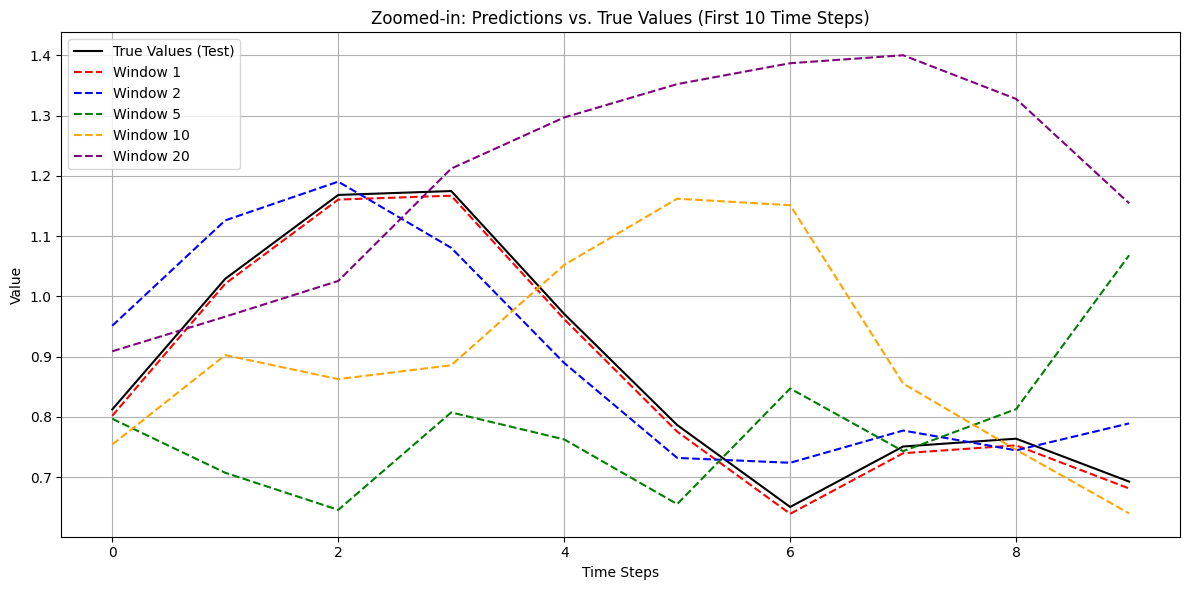 Zoomed-in: Predictions vs. True Values (First 10 Time Steps)
True Values (Test)
Window 1
Window 2
Window 5
Window 10
Window 20
Value
1.4
1.3
1.2
1.1
1.0
0.9
0.8
0.7
0 2 4 6 8
Time Steps